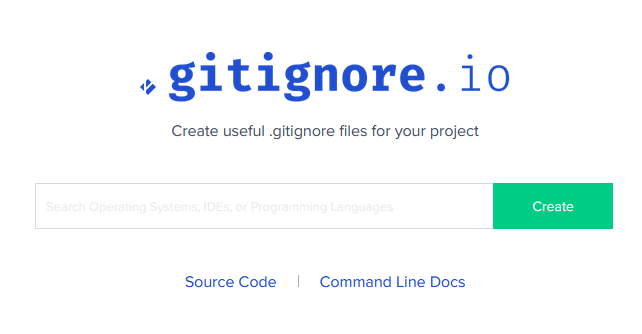 .gitignore.io
Create useful .gitignore files for your project
Search Operating Systems, IDEs, or Programming Languages
Create
Source Code | Command Line Docs